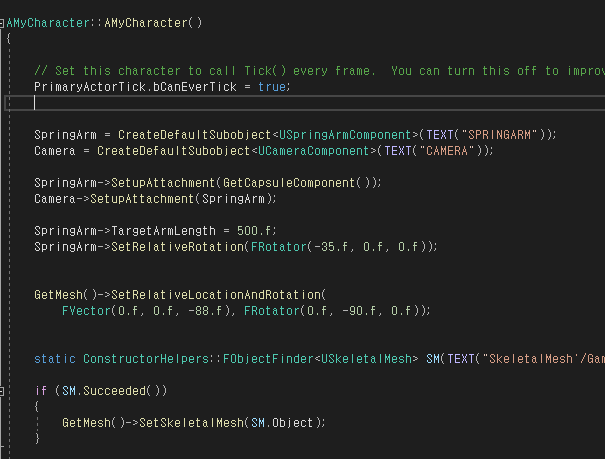 AMyCharacter::AMyCharacter()
{
// Set this character to call Tick() every frame.  You can turn this off to improv
PrimaryActorTick.bCanEverTick = true;
SpringArm = CreateDefaultSubobject<USpringArmComponent>(TEXT("SPRINGARM"));
Camera = CreateDefaultSubobject<UCameraComponent>(TEXT("CAMERA"));
SpringArm->SetupAttachment(GetCapsuleComponent());
Camera->SetupAttachment(SpringArm);
SpringArm->TargetArmLength = 500.f;
SpringArm->SetRelativeRotation(FRotator(-35.f, 0.f, 0.f));
GetMesh()->SetRelativeLocationAndRotation(
FVector(0.f, 0.f, -88.f), FRotator(0.f, -90.f, 0.f));
static ConstructorHelpers::FObjectFinder<USkeletalMesh> SM(TEXT("SkeletalMesh'/Gam
if (SM.Succeeded())
{
GetMesh()->SetSkeletalMesh(SM.Object);
}